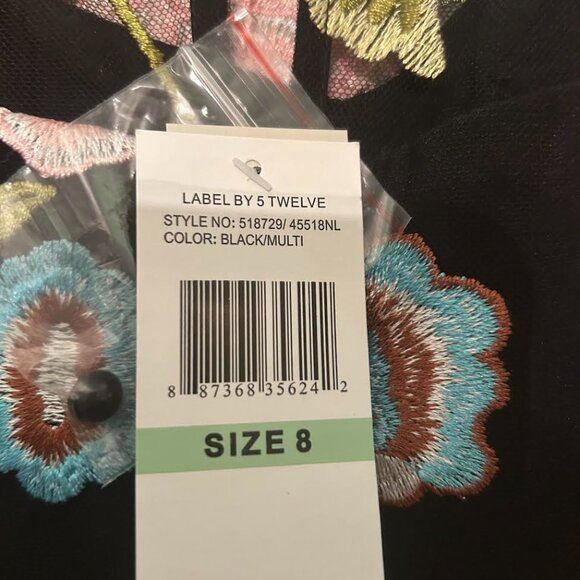 LABEL BY 5 TWELVE
STYLE NO: 518729/ 45518NL
COLOR: BLACK/MULTI
8 87368 35624 2
SIZE 8